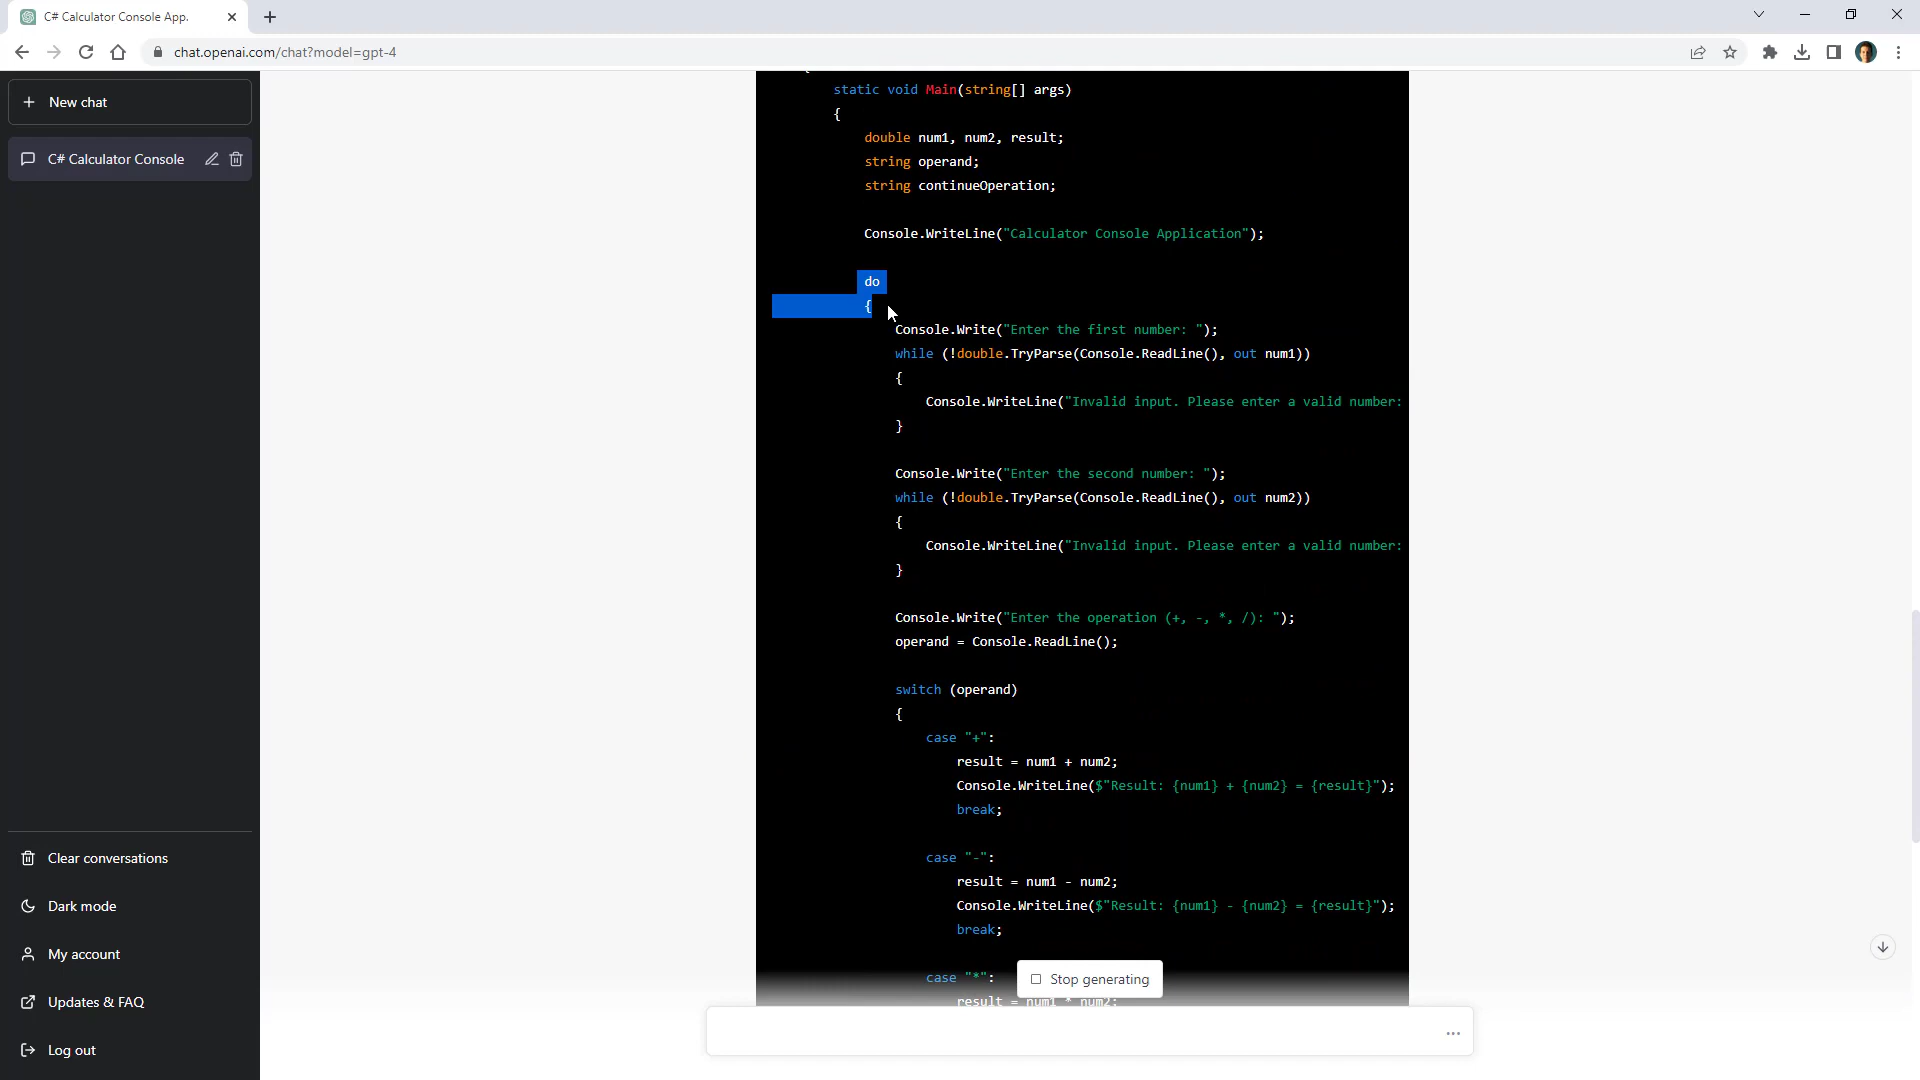 C# Calculator Console App.
chat.openai.com/chat?model=gpt-4
New chat
C# Calculator Console
Clear conversations
Dark mode
My account
Updates & FAQ
Log out
static void Main(string[] args)
{
double num1, num2, result;
string operand;
string continueOperation;
Console.WriteLine("Calculator Console Application");
do
{
Console.Write("Enter the first number: ");
while (!double.TryParse(Console.ReadLine(), out num1))
{
Console.WriteLine("Invalid input. Please enter a valid number:
}
Console.Write("Enter the second number: ");
while (!double.TryParse(Console.ReadLine(), out num2))
{
Console.WriteLine("Invalid input. Please enter a valid number:
}
Console.Write("Enter the operation (+, -, *, /): ");
operand = Console.ReadLine();
switch (operand)
{
case "+":
result = num1 + num2;
Console.WriteLine($"Result: {num1} + {num2} = {result}");
break;
case "-":
result = num1 - num2;
Console.WriteLine($"Result: {num1} - {num2} = {result}");
break;
case "*":
result = num1 * num2;
Stop generating